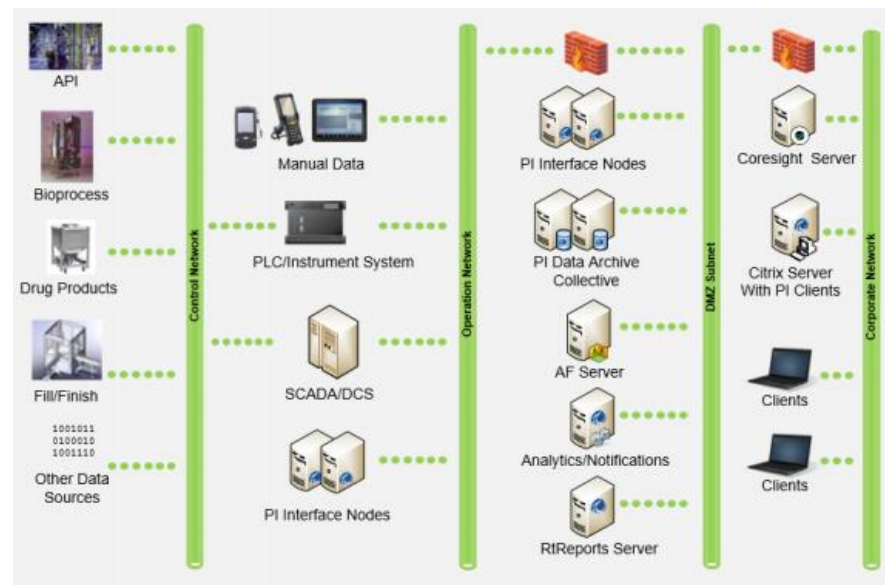 API
Bioprocess
Drug Products
Fill/Finish
1001011
0100010
1001110
Other Data
Sources
Control Network
Manual Data
PLC/Instrument System
SCADA/DCS
PI Interface Nodes
Operation Network
PI Interface Nodes
PI Data Archive
Collective
AF Server
Analytics/Notifications
RtReports Server
DMZ Subnet
Coresight Server
Citrix Server
With PI Clients
Clients
Clients
Corporate Network